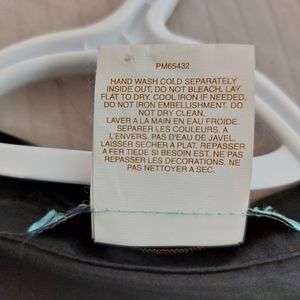 PM65432
HAND WASH COLD SEPARATELY
INSIDE OUT, DO NOT BLEACH. LAY
FLAT TO DRY. COOL IRON IF NEEDED.
DO NOT IRON EMBELLISHMENT. DO
NOT DRY CLEAN.
LAVER A LA MAIN EN EAU FROIDE.
SEPARER LES COULEURS, A
L'ENVERS. PAS D'EAU DE JAVEL.
LAISSER SECHER A PLAT. REPASSER
A FER TIEDE SI BESOIN EST. NE PAS
REPASSER LES DECORATIONS. NE
PAS NETTOYER A SEC.